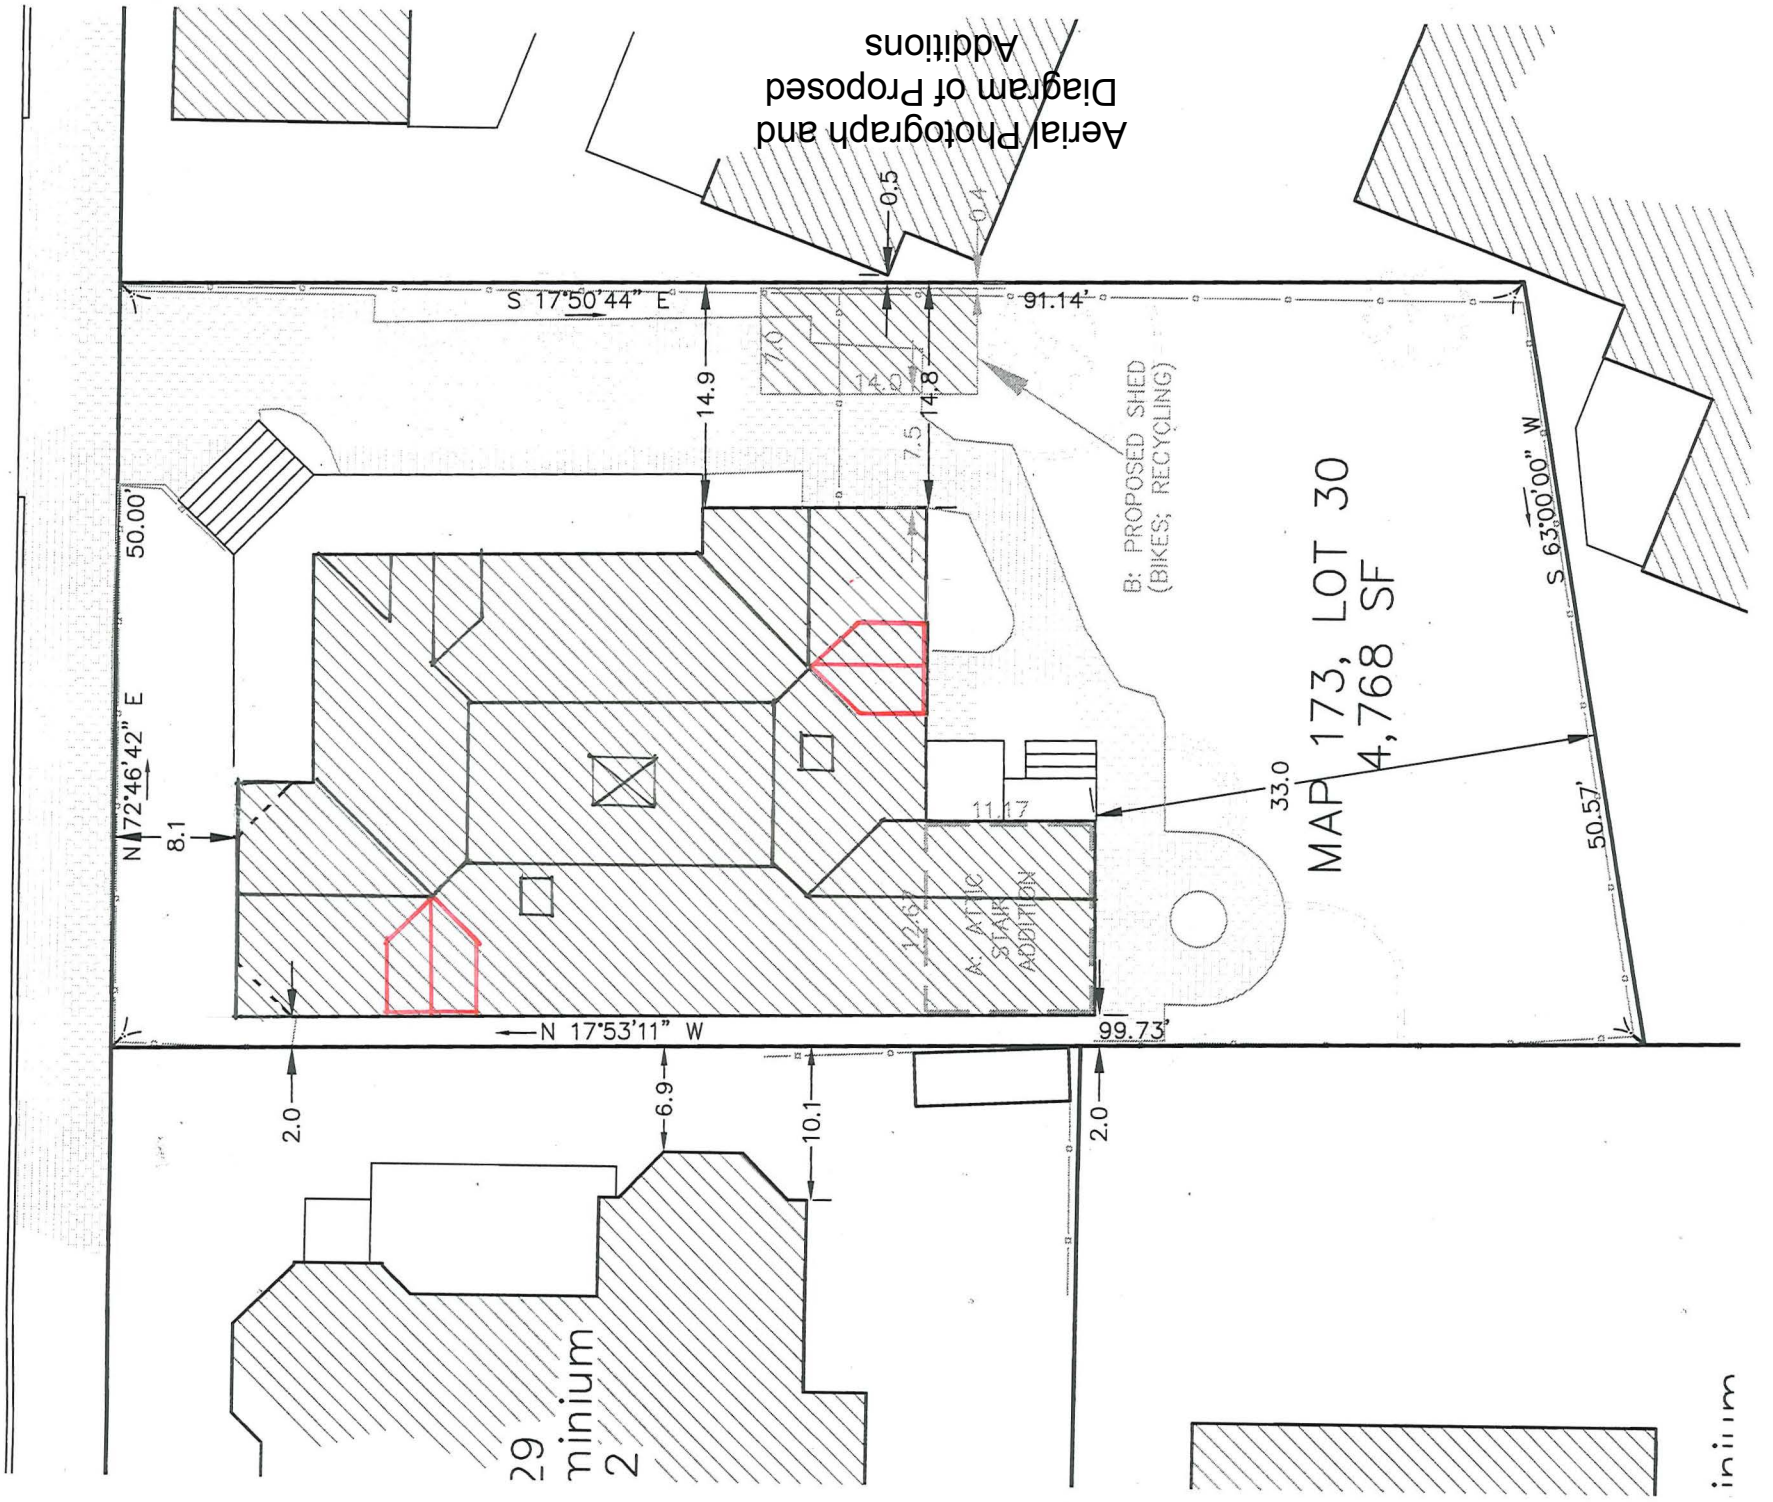 Aerial Photograph and
Diagram of Proposed
Additions
S 17°50'44" E
91.14'
0.5
0.4
14.9
14.8
7.0
14.0
7.5
B: PROPOSED SHED
(BIKES; RECYCLING)
N 72°46'42" E
50.00'
8.1
MAP 173, LOT 30
4,768 SF
S 63°00'00" W
50.57'
33.0
11.17
12.67
A: ATTIC
STAIR
ADDITION
N 17°53'11" W
99.73'
2.0
6.9
10.1
2.0
29
minium
2